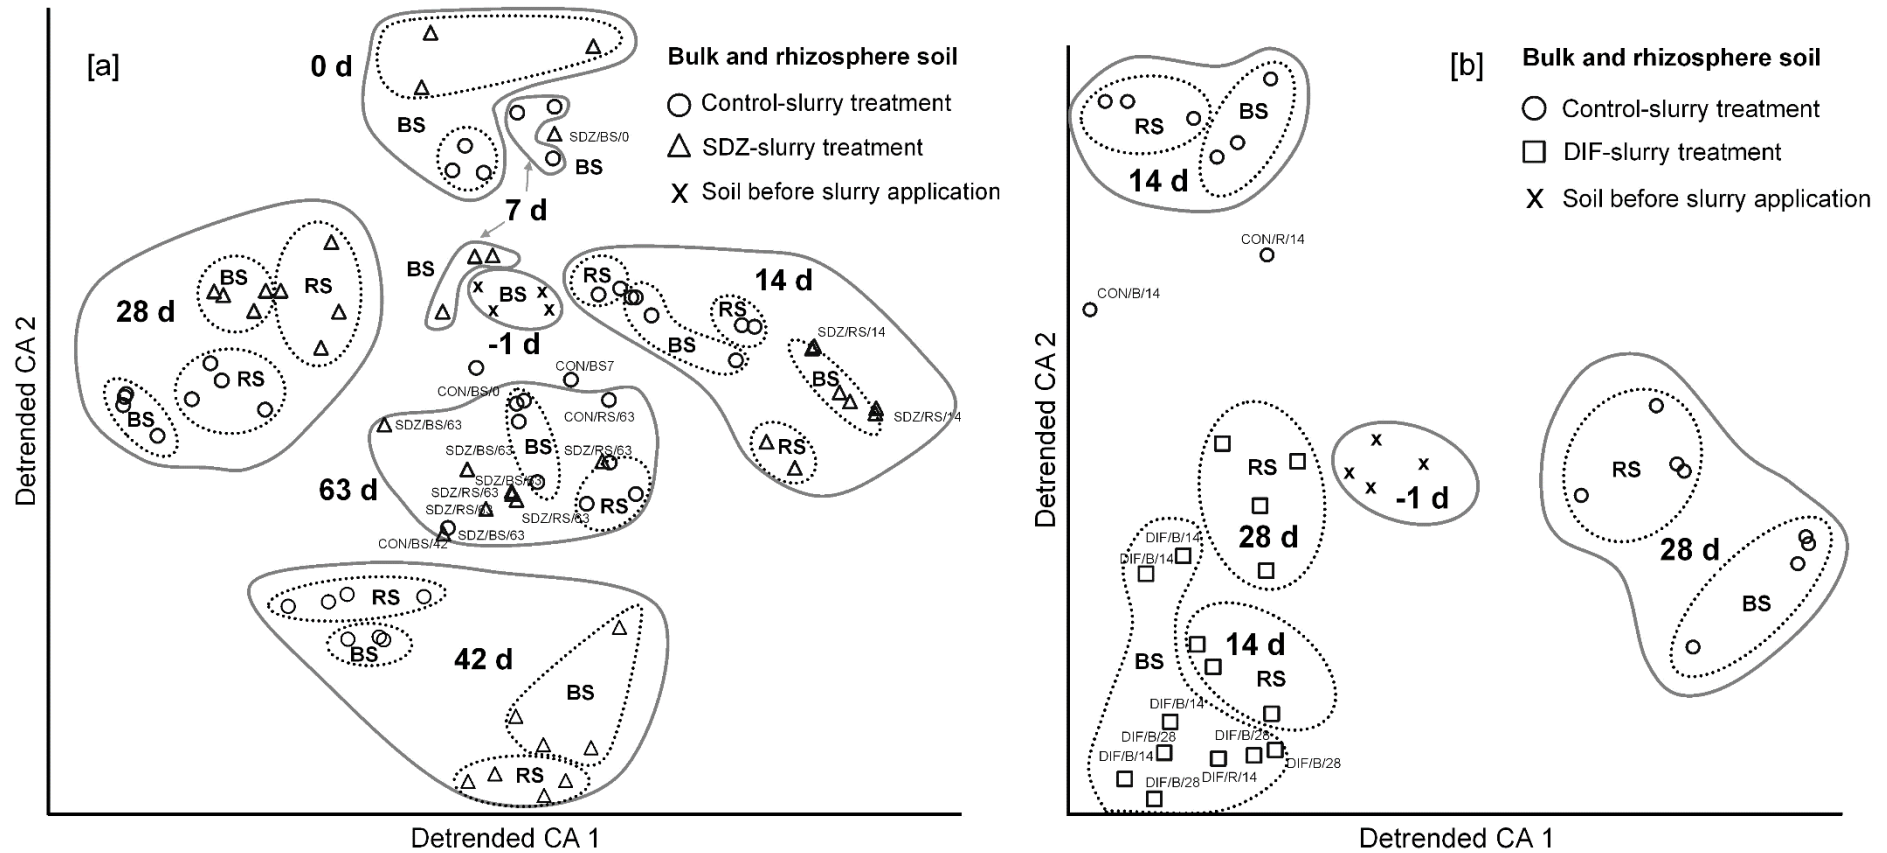 [a]
0 d
BS
SDZ/BS/0
BS
7 d
Bulk and rhizosphere soil
Control-slurry treatment
SDZ-slurry treatment
x Soil before slurry application
28 d
BS
RS
RS
BS
BS
x x x x
BS
-1 d
14 d
RS
RS
BS
SDZ/RS/14
BS
SDZ/RS/14
RS
CON/BS/0
CON/BS7
CON/RS/63
SDZ/BS/63
SDZ/BS/63
BS
SDZ/RS/63
63 d
SDZ/BS/63
SDZ/RS/63
SDZ/RS/63
SDZ/RS/63
RS
SDZ/BS/63
CON/BS/42
RS
BS
42 d
BS
RS
Detrended CA 2
Detrended CA 1
[b]
Bulk and rhizosphere soil
Control-slurry treatment
DIF-slurry treatment
x Soil before slurry application
RS
BS
14 d
CON/R/14
CON/B/14
RS
28 d
x x x x
-1 d
RS
28 d
BS
DIF/B/14
DIF/B/14
BS
14 d
RS
DIF/B/14
DIF/B/28
DIF/B/28
DIF/B/14
DIF/B/28
DIF/R/14
DIF/B/28
Detrended CA 2
Detrended CA 1